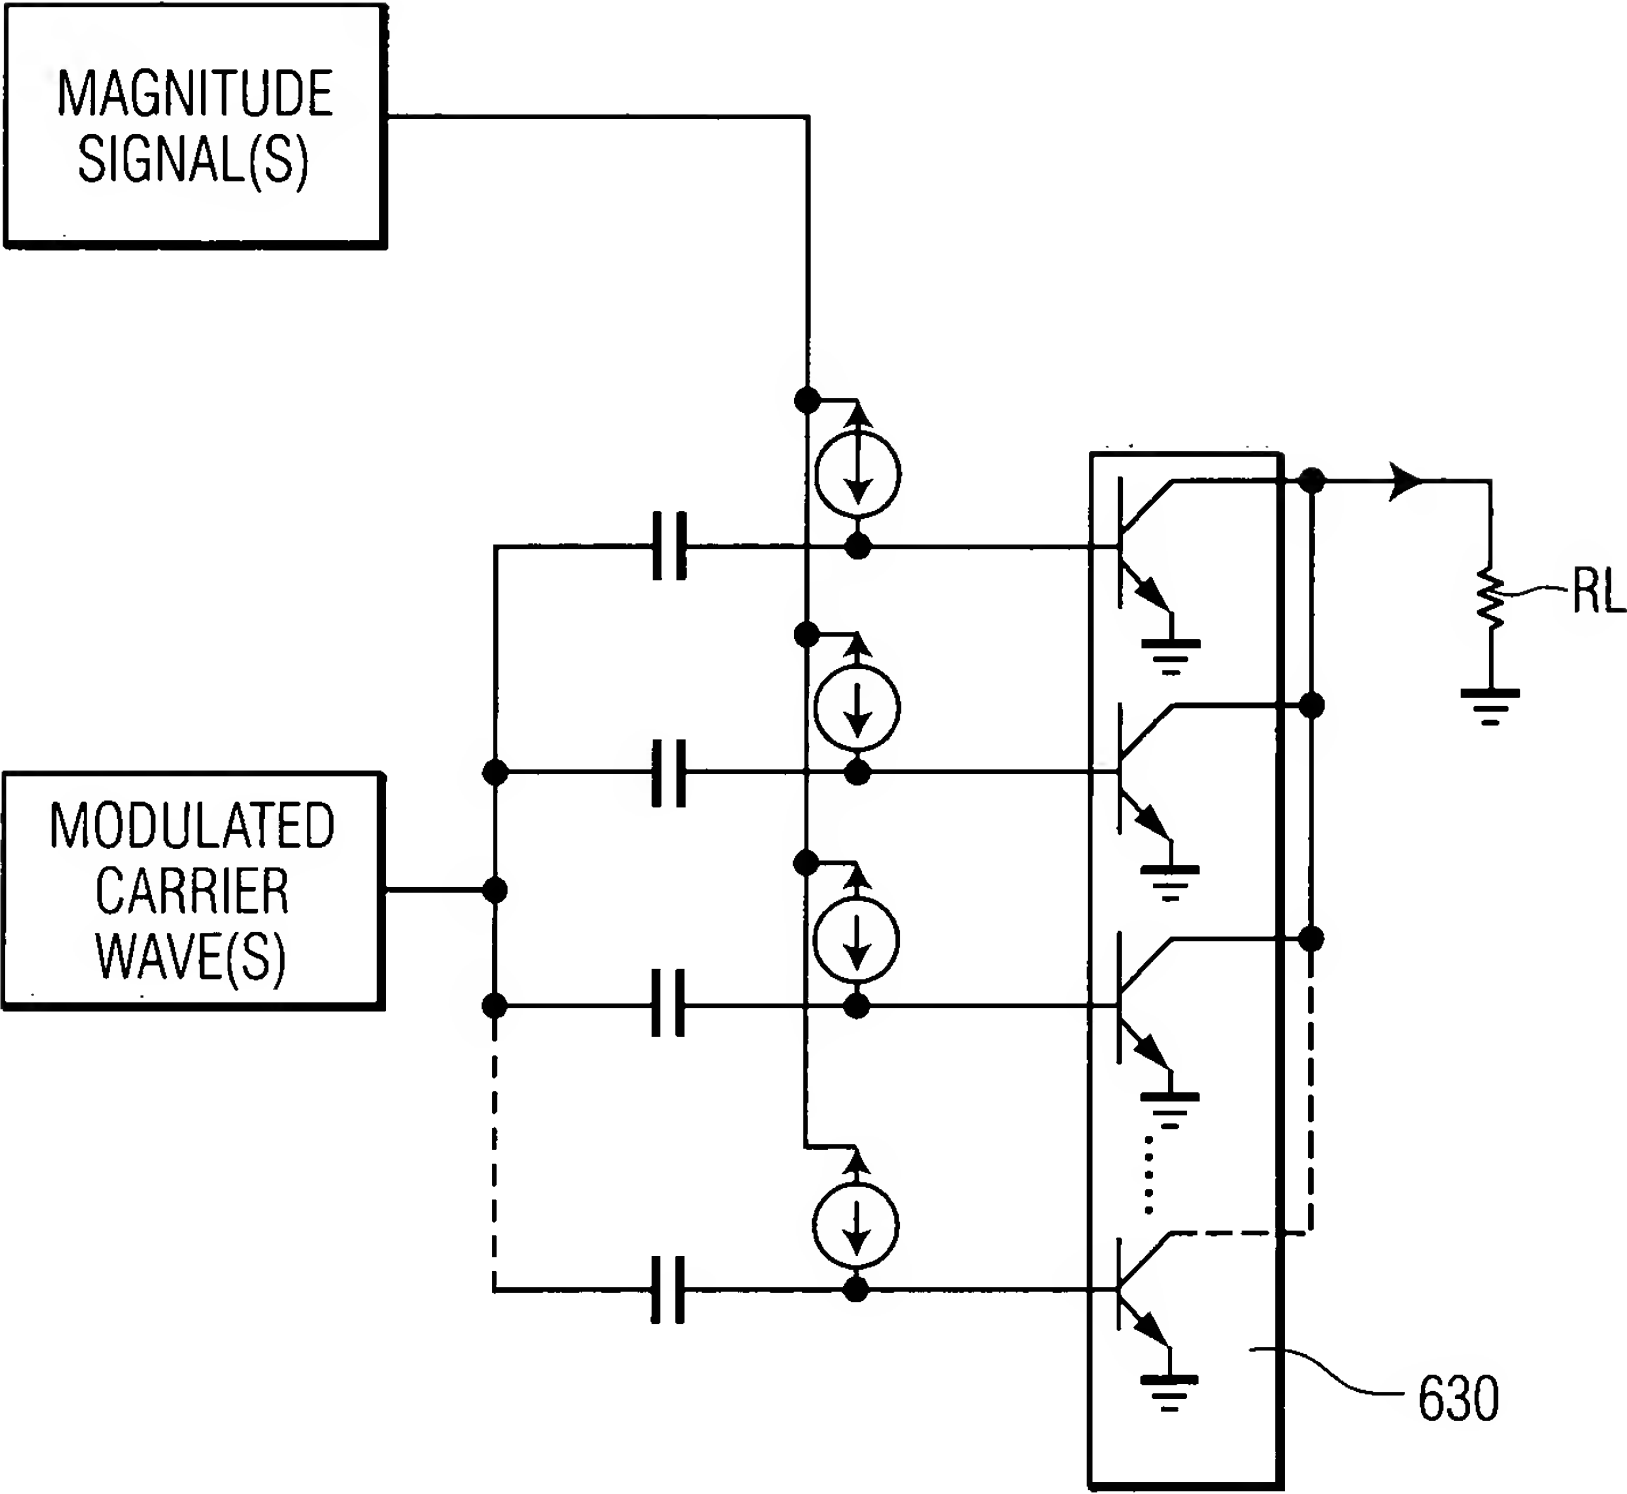 MAGNITUDE
SIGNAL(S)
RL
MODULATED
CARRIER
WAVE(S)
630